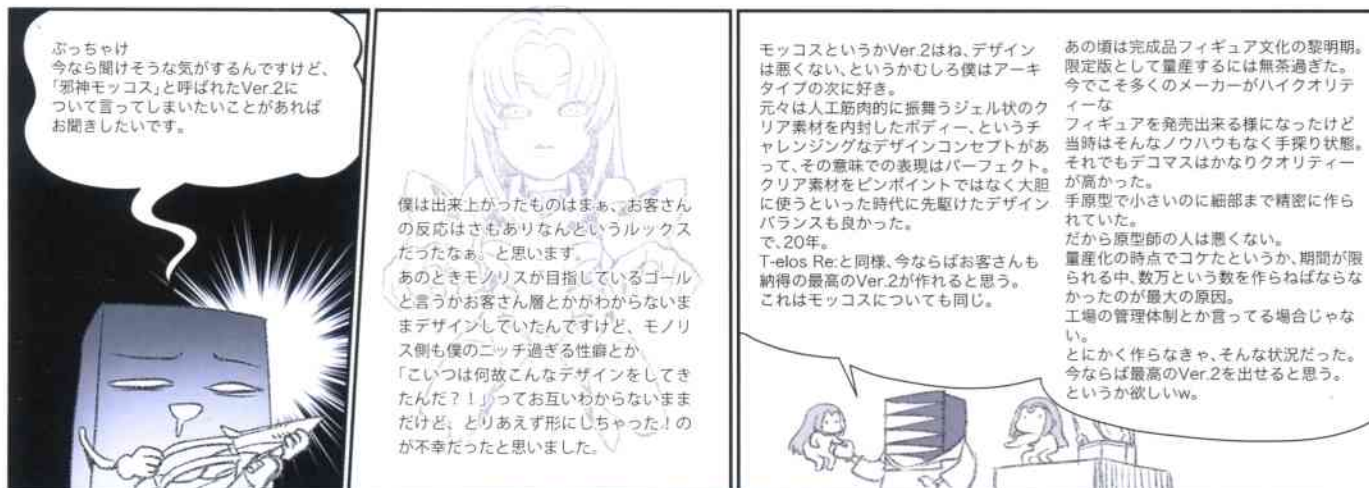 ぶっちゃけ
今なら聞けそうな気がするんですけど、
「邪神モッコス」と呼ばれたVer.2に
ついて言ってしまいたいことがあれば
お聞きしたいです。
僕は出来上がったものはまぁ、お客さん
の反応はさもありなんというルックス
だったなぁ、と思います。
あのときモノリスが目指しているゴール
と言うかお客さん層とかがわからないま
まデザインしていたんですけど、モノリ
ス側も僕のニッチ過ぎる性癖とか
「こいつは何故こんなデザインをしてき
たんだ？！」ってお互いわからないまま
だけど、とりあえず形にしちゃった！の
が不幸だったと思いました。
モッコスというかVer.2はね、デザイン
は悪くない、というかむしろ僕はアーキ
タイプの次に好き。
元々は人工筋肉的に振舞うジェル状のク
リア素材を内封したボディー、というチ
ャレンジングなデザインコンセプトがあ
って、その意味での表現はパーフェクト。
クリア素材をピンポイントではなく大胆
に使うといった時代に先駆けたデザイン
バランスも良かった。
で、20年。
T-elos Re:と同様、今ならばお客さんも
納得の最高のVer.2が作れると思う。
これはモッコスについても同じ。
あの頃は完成品フィギュア文化の黎明期。
限定版として量産するには無茶過ぎた。
今でこそ多くのメーカーがハイクオリテ
ィーな
フィギュアを発売出来る様になったけど
当時はそんなノウハウもなく手探り状態。
それでもデコマスはかなりクオリティー
が高かった。
手原型で小さいのに細部まで精密に作ら
れていた。
だから原型師の人は悪くない。
量産化の時点でコケたというか、期間が限
られる中、数万という数を作らねばならな
かったのが最大の原因。
工場の管理体制とか言ってる場合じゃな
い。
とにかく作らなきゃ、そんな状況だった。
今ならば最高のVer.2を出せると思う。
というか欲しいw。